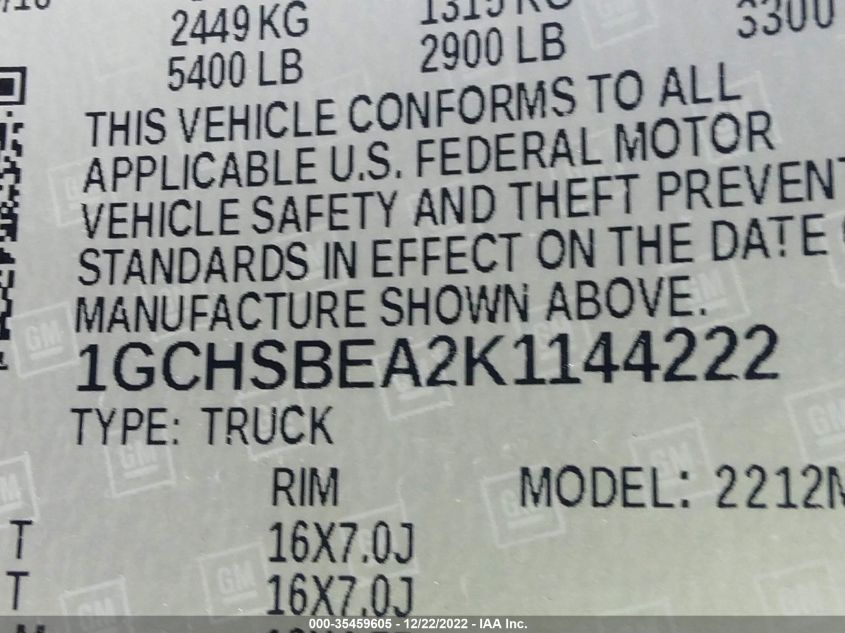 2449 KG
5400 LB 2900 LB
THIS VEHICLE CONFORMS TO ALL
APPLICABLE U.S. FEDERAL MOTOR
VEHICLE SAFETY AND THEFT PREVENT
STANDARDS IN EFFECT ON THE DATE
MANUFACTURE SHOWN ABOVE.
1GCHSBEA2K1144222
TYPE: TRUCK
RIM MODEL: 2212
T 16X7.0J
T 16X7.0J
GM
000-35459605 - 12/22/2022 - IAA Inc.